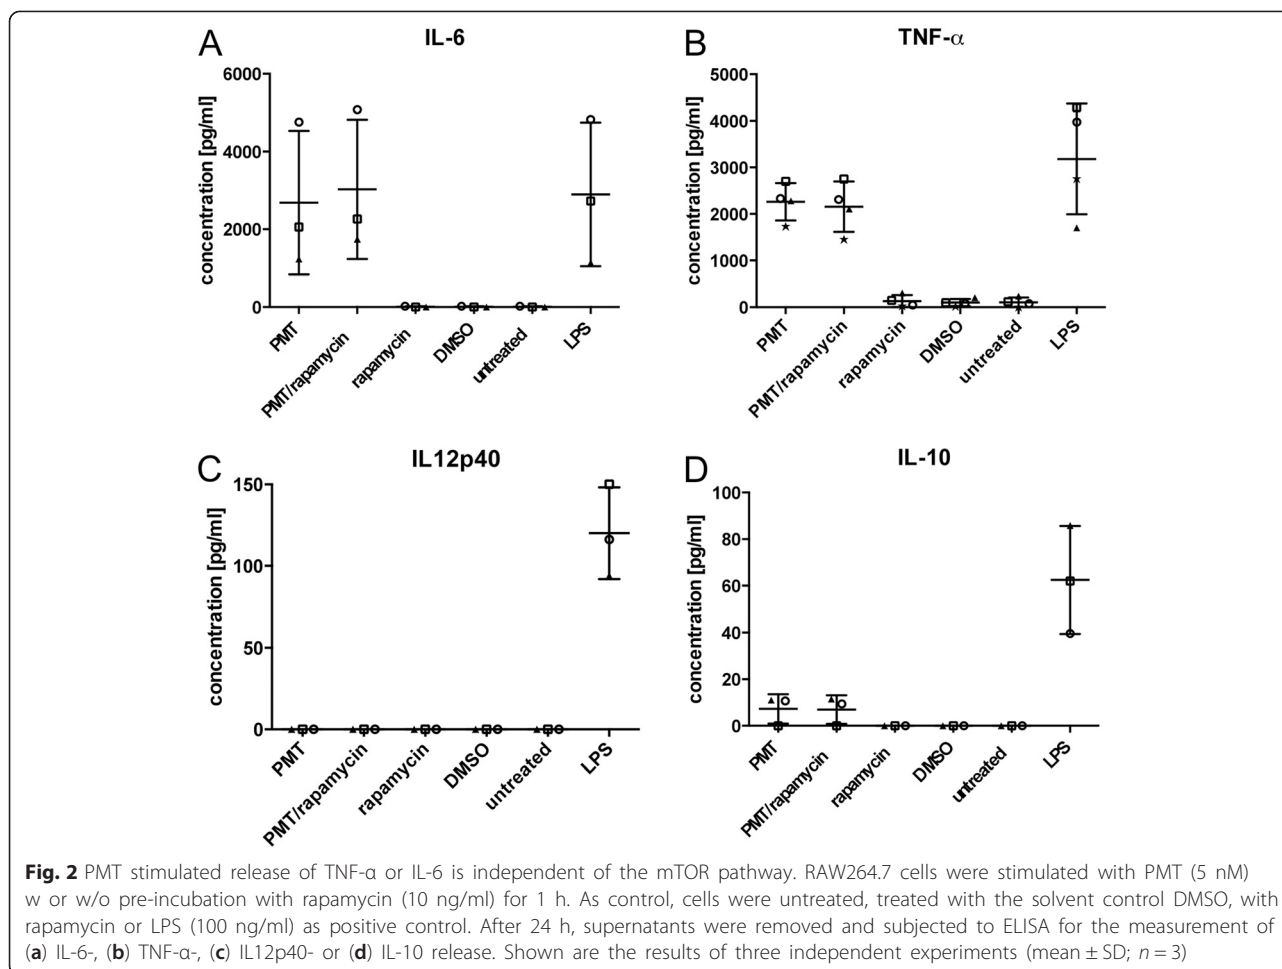 A
IL-6
concentration [pg/ml]
6000
4000
2000
0
PMT
PMT/rapamycin
rapamycin
DMSO
untreated
LPS
B
TNF-α
concentration [pg/ml]
5000
4000
3000
2000
1000
0
PMT
PMT/rapamycin
rapamycin
DMSO
untreated
LPS
C
IL12p40
concentration [pg/ml]
150
100
50
0
PMT
PMT/rapamycin
rapamycin
DMSO
untreated
LPS
D
IL-10
concentration [pg/ml]
100
80
60
40
20
0
PMT
PMT/rapamycin
rapamycin
DMSO
untreated
LPS
Fig. 2 PMT stimulated release of TNF-α or IL-6 is independent of the mTOR pathway. RAW264.7 cells were stimulated with PMT (5 nM)
w or w/o pre-incubation with rapamycin (10 ng/ml) for 1 h. As control, cells were untreated, treated with the solvent control DMSO, with
rapamycin or LPS (100 ng/ml) as positive control. After 24 h, supernatants were removed and subjected to ELISA for the measurement of
(a) IL-6-, (b) TNF-α-, (c) IL12p40- or (d) IL-10 release. Shown are the results of three independent experiments (mean ± SD; n = 3)